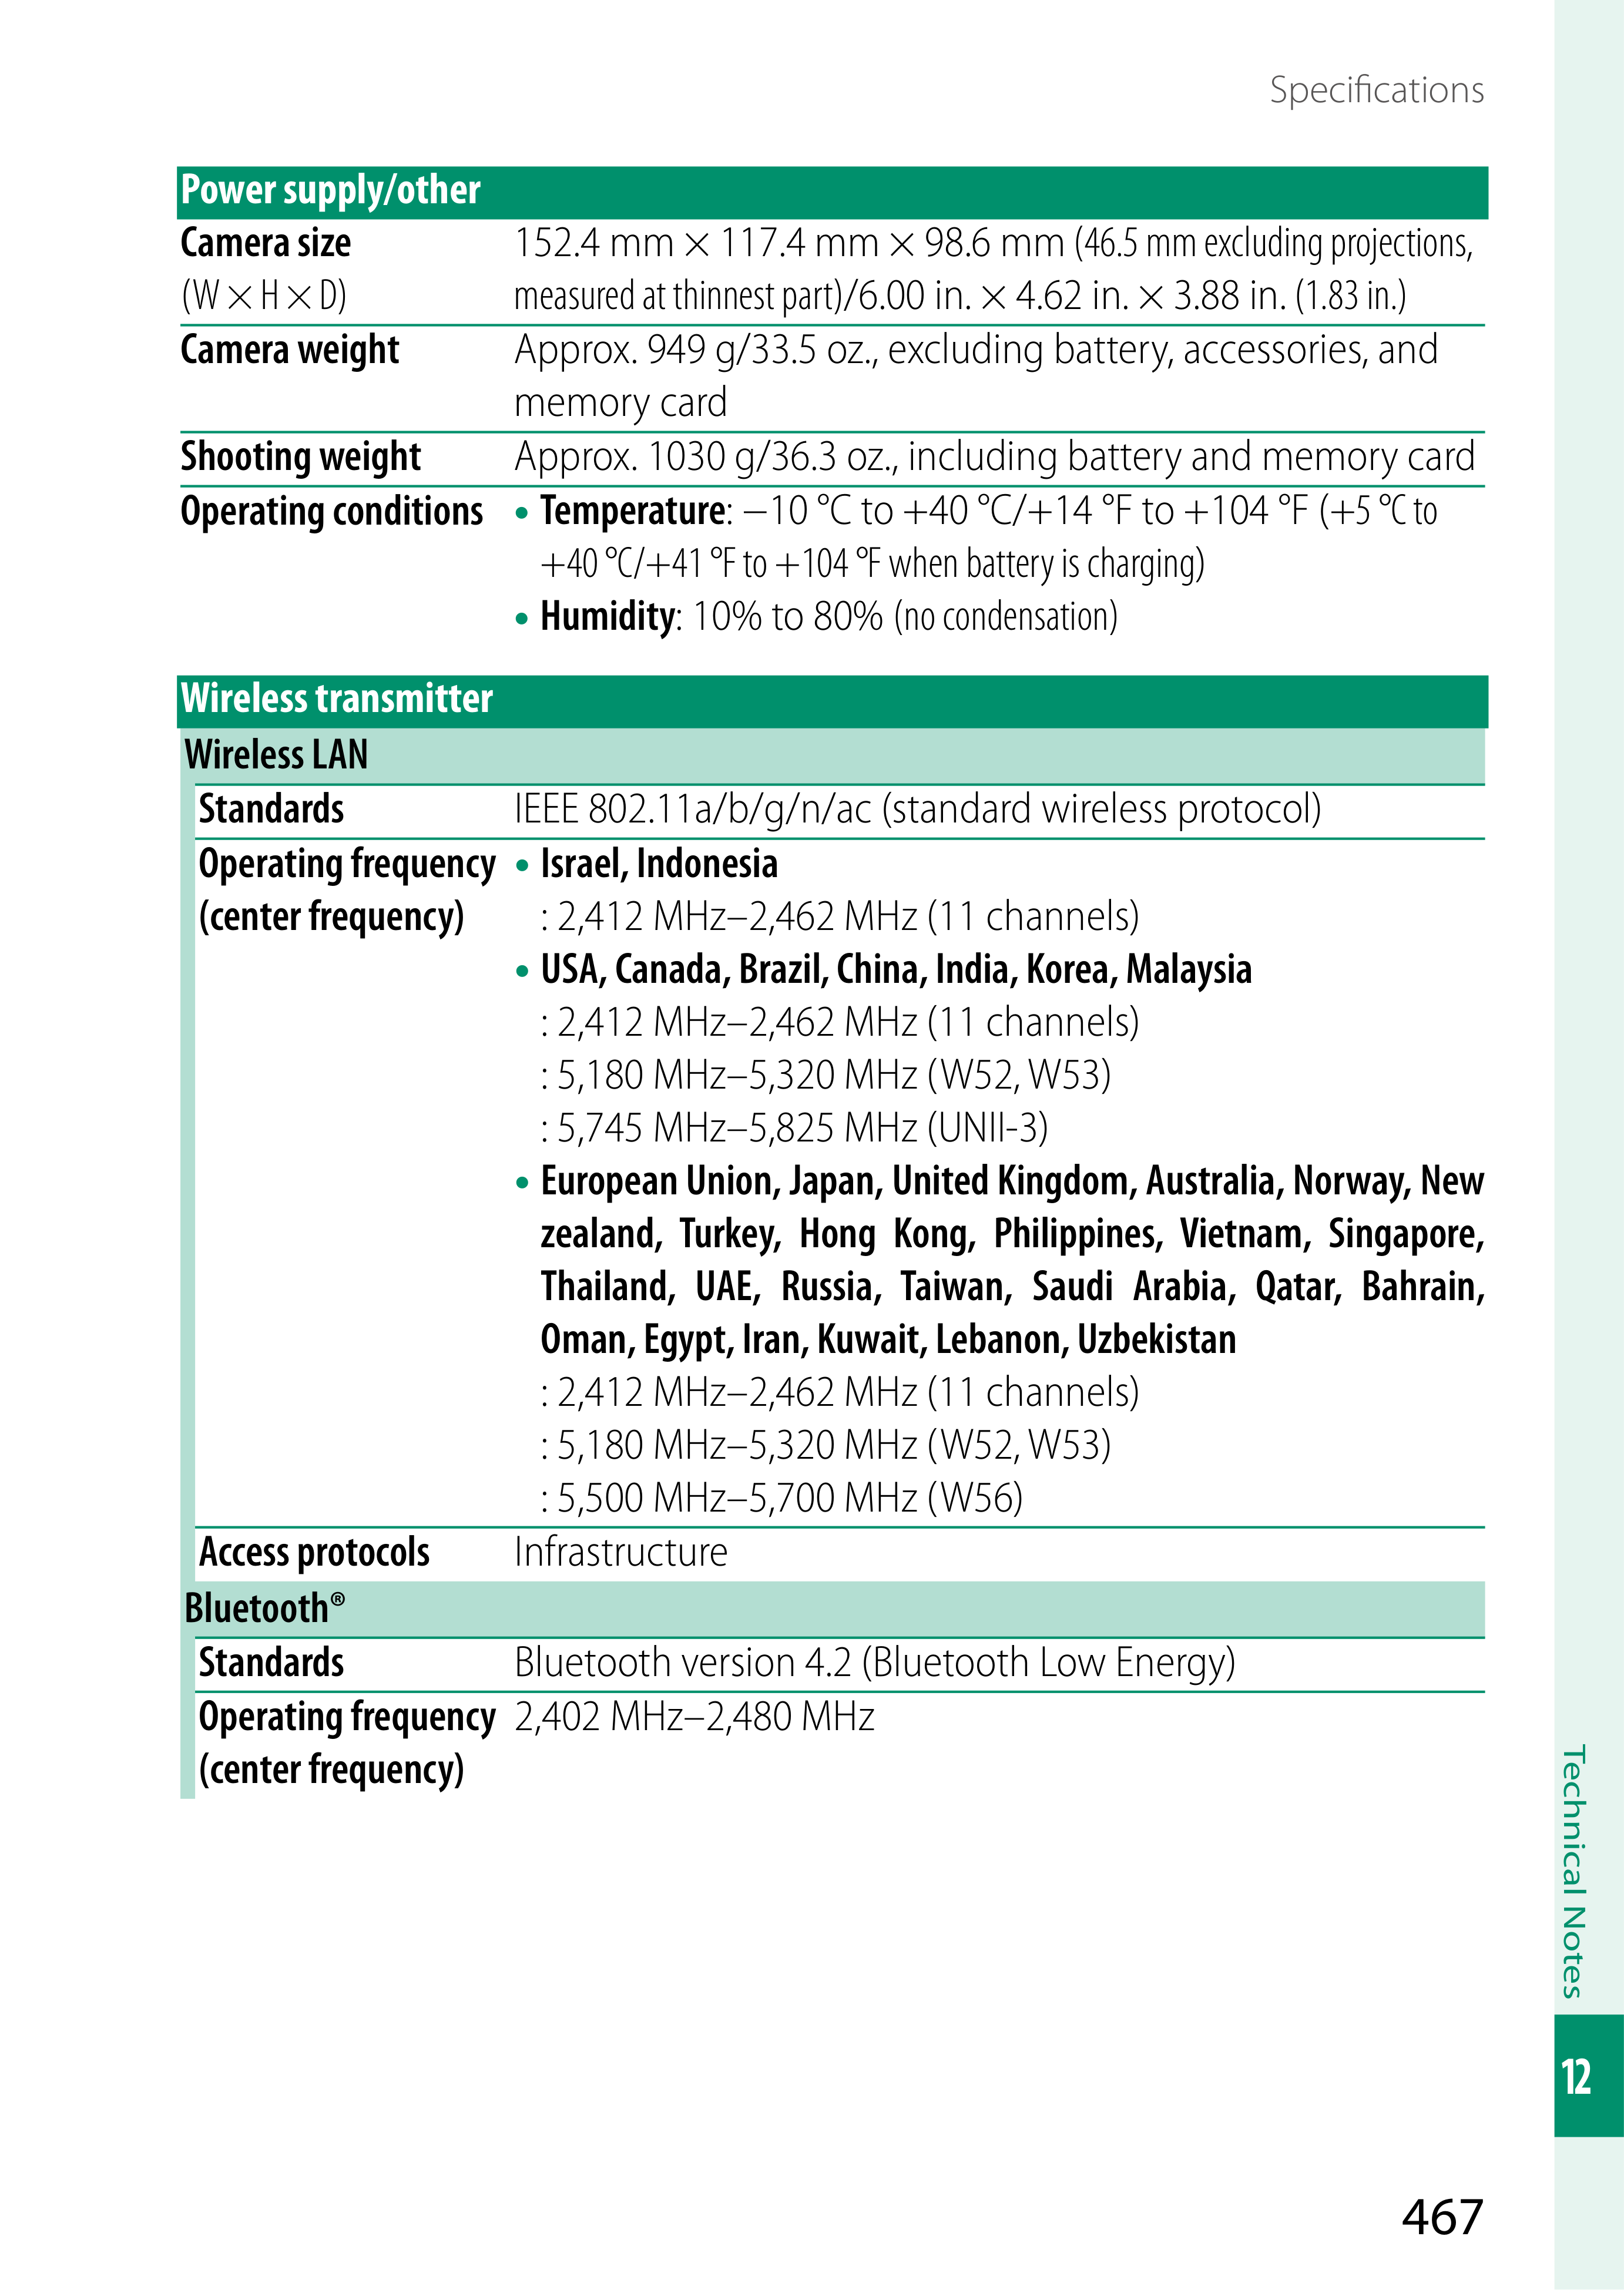 Specifications
Power supply/other
Camera size 152.4 mm × 117.4 mm × 98.6 mm (46.5 mm excluding projections,
(W × H × D) measured at thinnest part)/6.00 in. × 4.62 in. × 3.88 in. (1.83 in.)
Camera weight Approx. 949 g/33.5 oz., excluding battery, accessories, and
memory card
Shooting weight Approx. 1030 g/36.3 oz., including battery and memory card
Operating conditions • Temperature: −10 °C to +40 °C/+14 °F to +104 °F (+5 °C to
+40 °C/+41 °F to +104 °F when battery is charging)
• Humidity: 10% to 80% (no condensation)
Wireless transmitter
Wireless LAN
Standards IEEE 802.11a/b/g/n/ac (standard wireless protocol)
Operating frequency • Israel, Indonesia
(center frequency) : 2,412 MHz–2,462 MHz (11 channels)
• USA, Canada, Brazil, China, India, Korea, Malaysia
: 2,412 MHz–2,462 MHz (11 channels)
: 5,180 MHz–5,320 MHz (W52, W53)
: 5,745 MHz–5,825 MHz (UNII-3)
• European Union, Japan, United Kingdom, Australia, Norway, New
zealand, Turkey, Hong Kong, Philippines, Vietnam, Singapore,
Thailand, UAE, Russia, Taiwan, Saudi Arabia, Qatar, Bahrain,
Oman, Egypt, Iran, Kuwait, Lebanon, Uzbekistan
: 2,412 MHz–2,462 MHz (11 channels)
: 5,180 MHz–5,320 MHz (W52, W53)
: 5,500 MHz–5,700 MHz (W56)
Access protocols Infrastructure
Bluetooth®
Standards Bluetooth version 4.2 (Bluetooth Low Energy)
Operating frequency 2,402 MHz–2,480 MHz
(center frequency)
Technical Notes
12
467